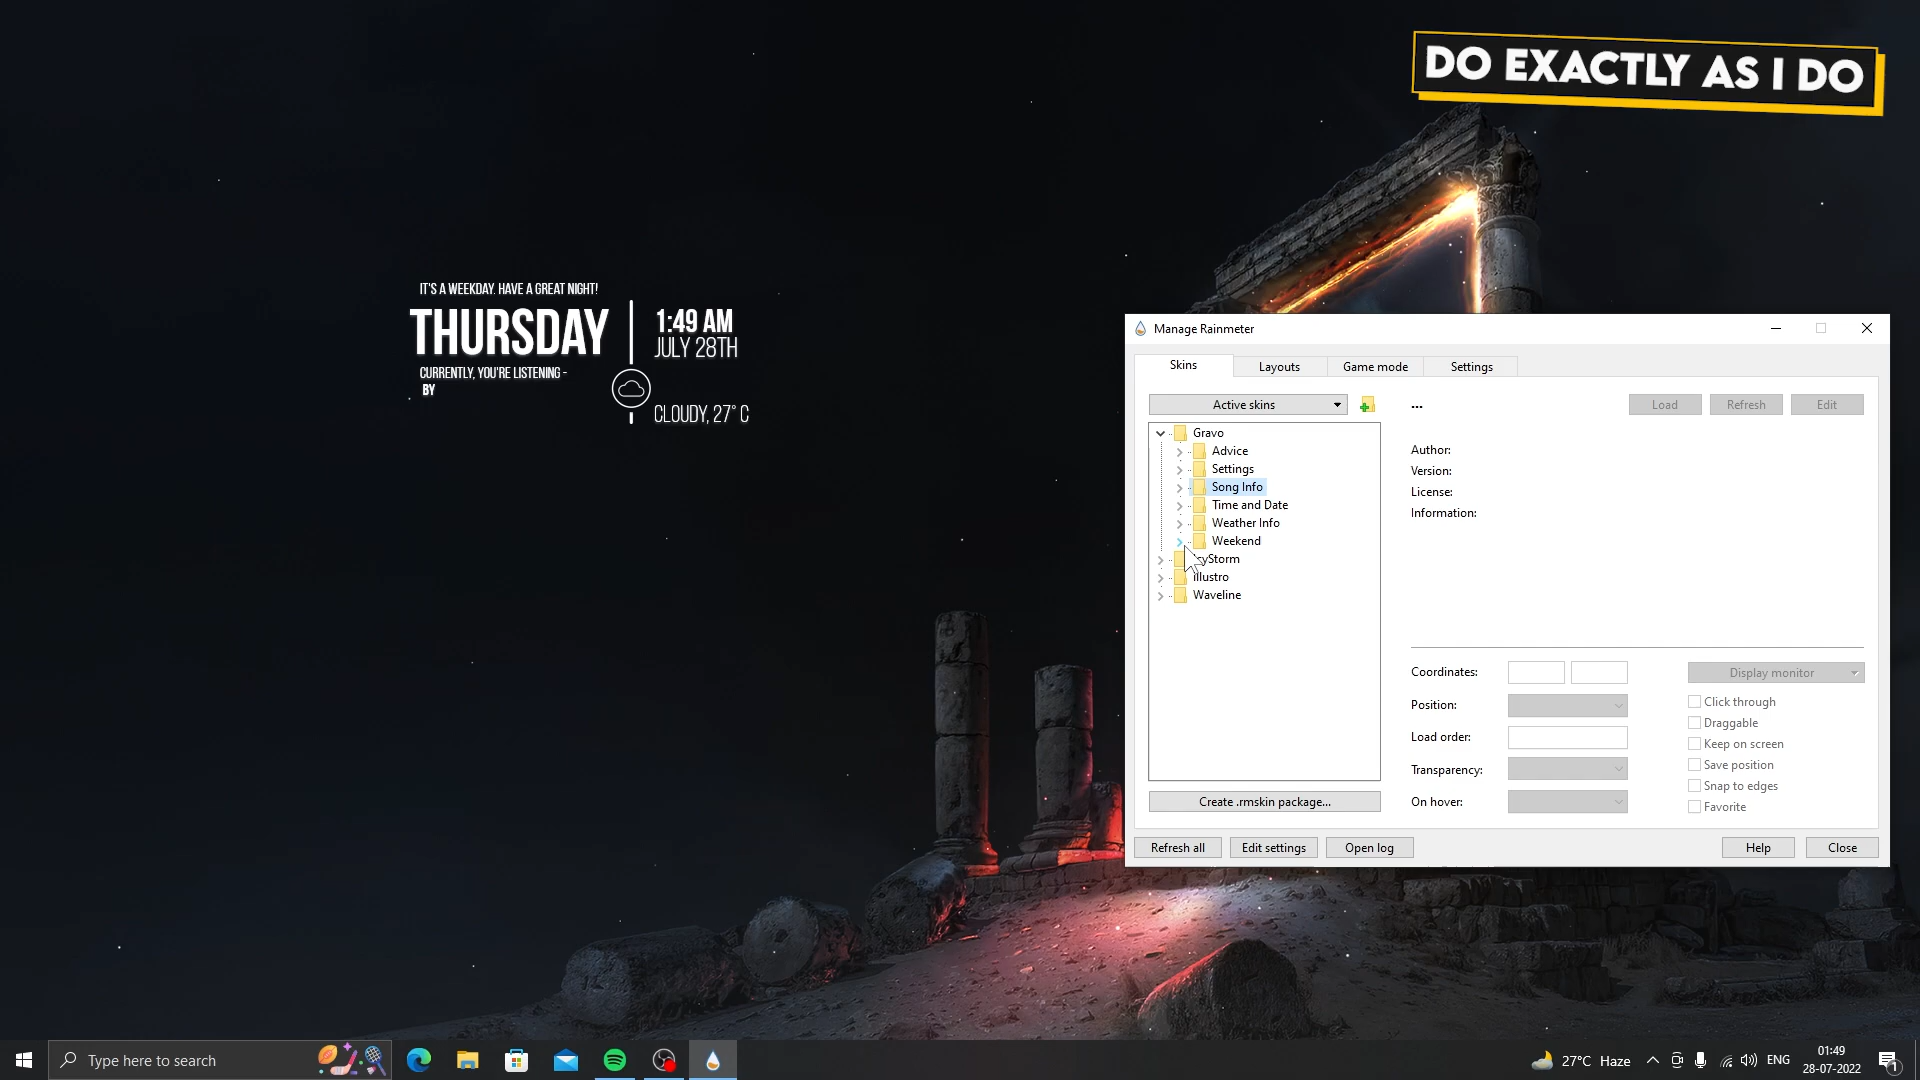 DO EXACTLY AS I DO
IT'S A WEEKDAY. HAVE A GREAT NIGHT!
THURSDAY
CURRENTLY, YOU'RE LISTENING -
BY
1:49 AM
JULY 28TH
CLOUDY, 27° C
Manage Rainmeter
Skins
Layouts
Game mode
Settings
Active skins
...
Load
Refresh
Edit
Gravo
Advice
Settings
Song Info
Time and Date
Weather Info
Weekend
yStorm
illustro
Waveline
Author:
Version:
License:
Information:
Coordinates:
Display monitor
Position:
Click through
Draggable
Load order:
Keep on screen
Transparency:
Save position
Snap to edges
On hover:
Favorite
Create .rmskin package...
Refresh all
Edit settings
Open log
Help
Close
Type here to search
27°C Haze
ENG
01:49
28-07-2022
1